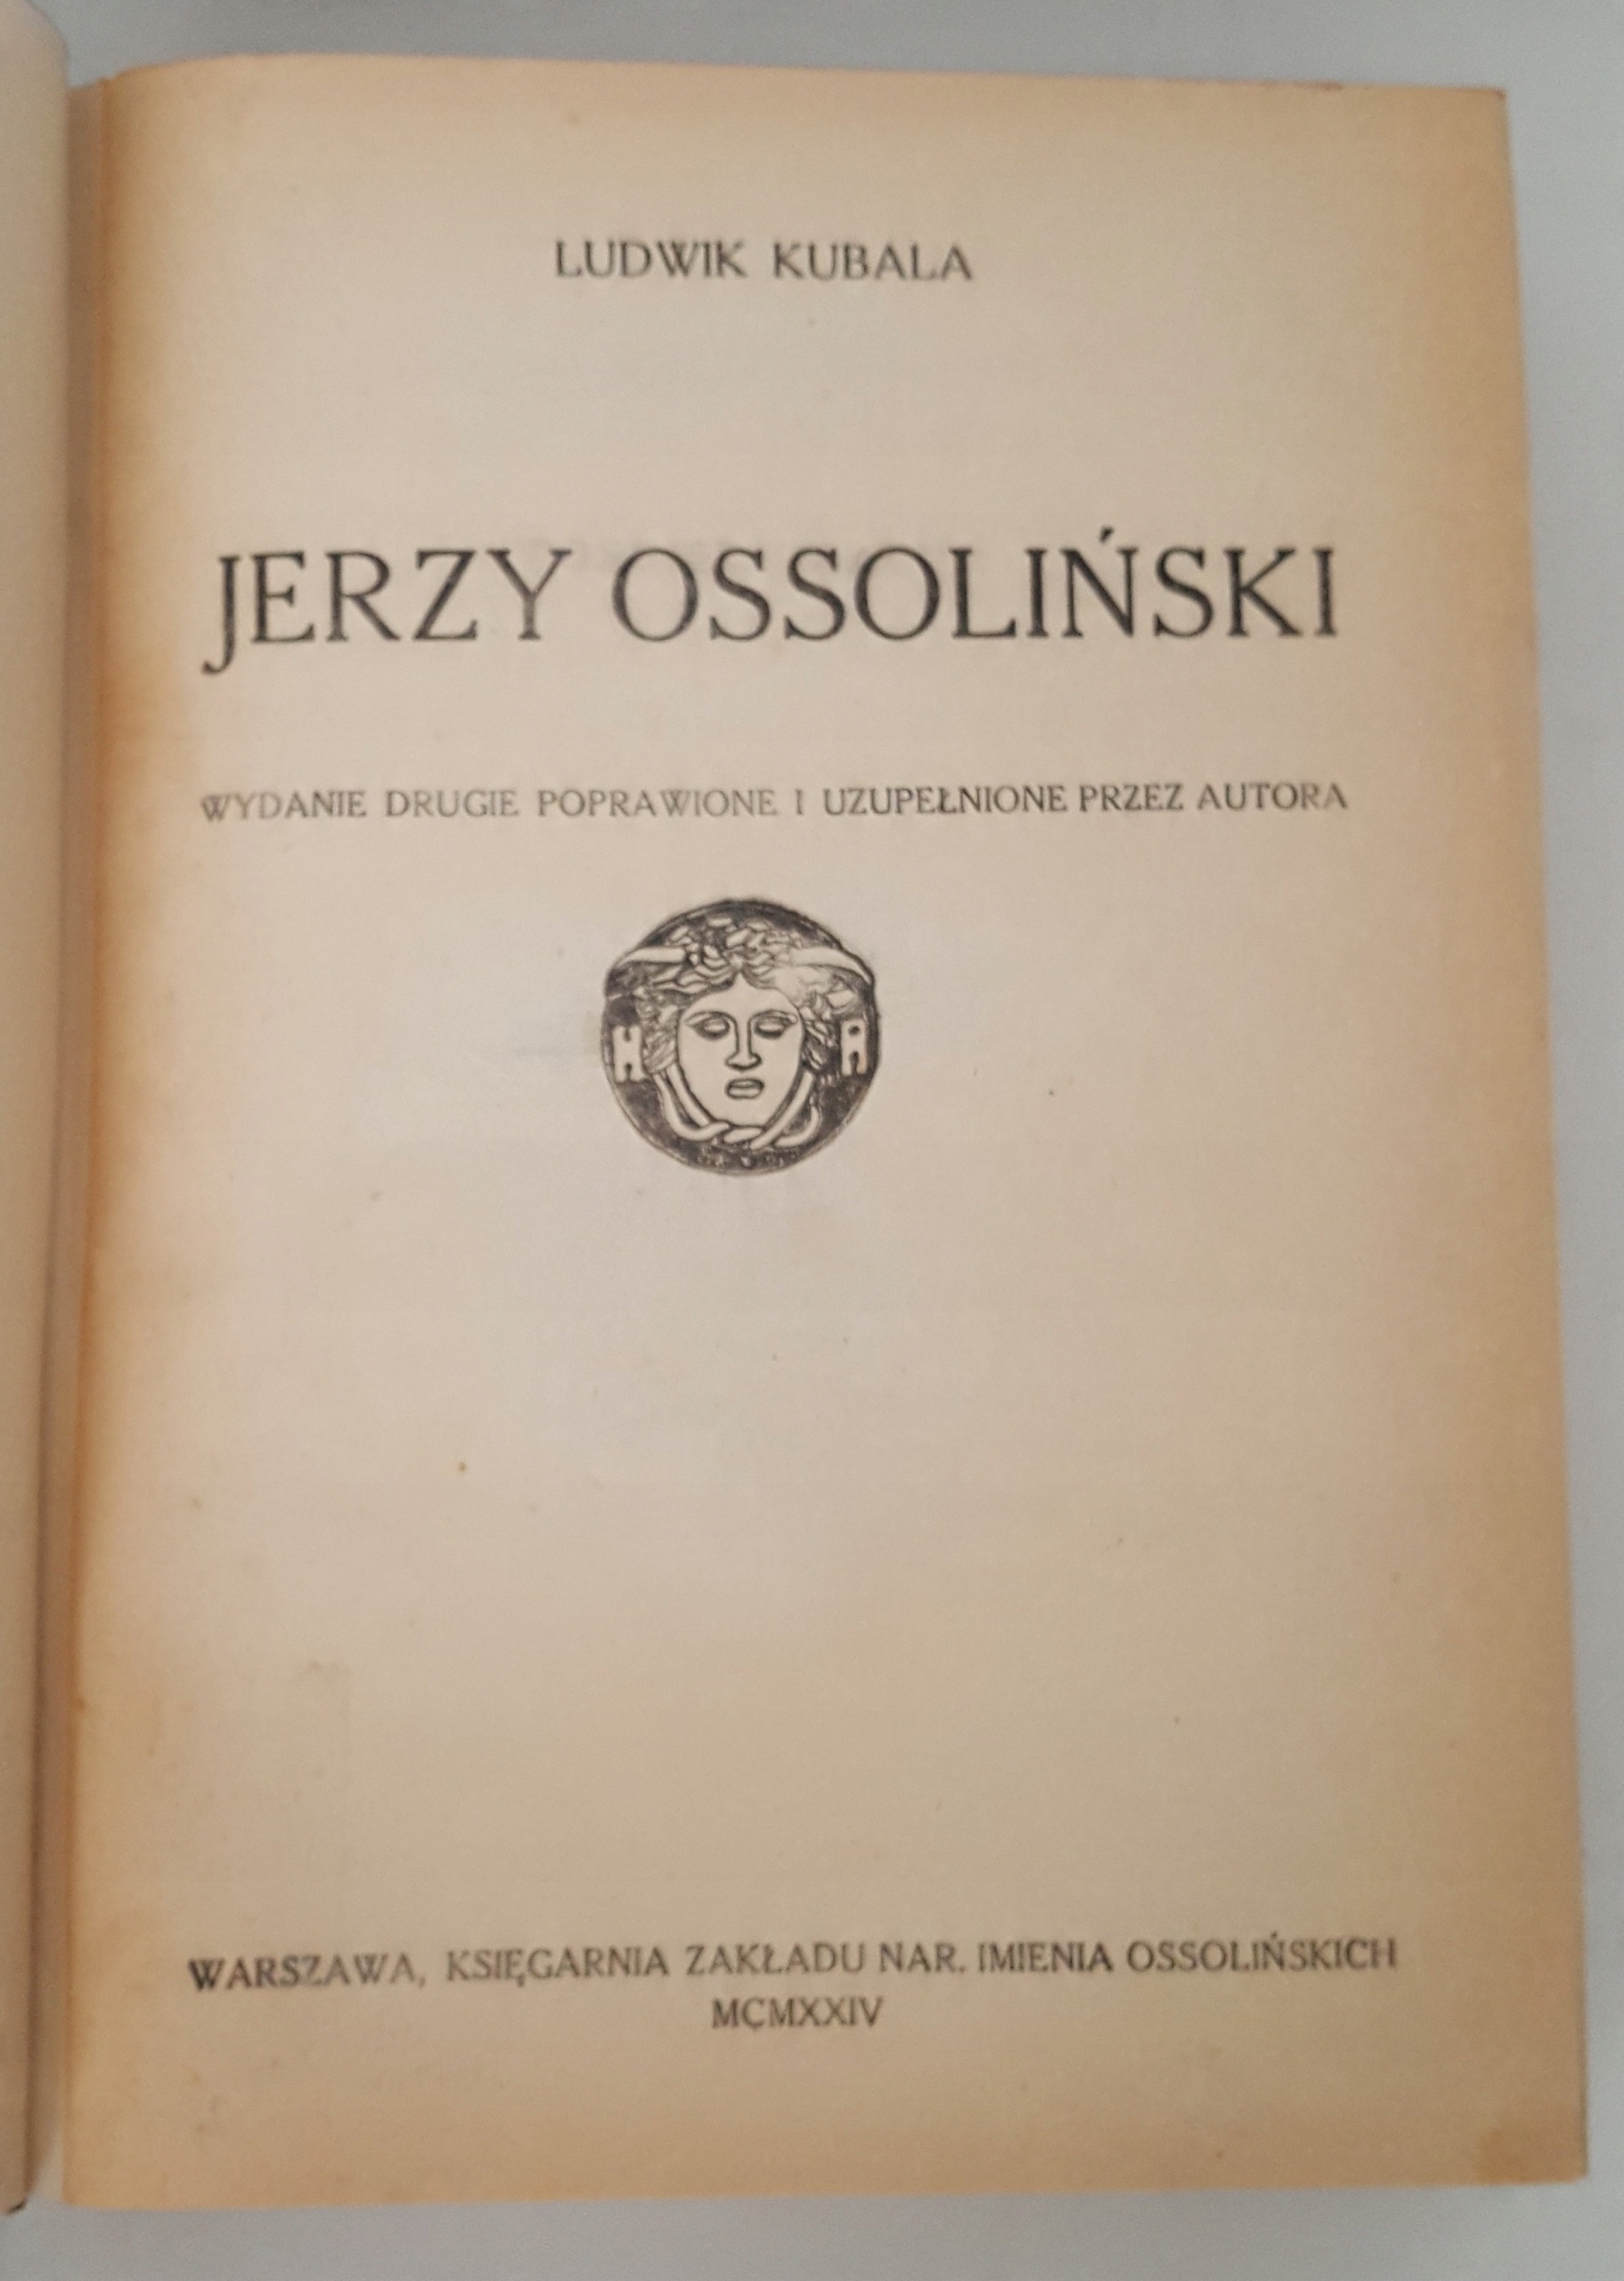 LUDWIK KUBALA
JERZY OSSOLIŃSKI
WYDANIE DRUGIE POPRAWIONE I UZUPEŁNIONE PRZEZ AUTORA
H A
WARSZAWA, KSIĘGARNIA ZAKŁADU NAR. IMIENIA OSSOLIŃSKICH
MCMXXIV